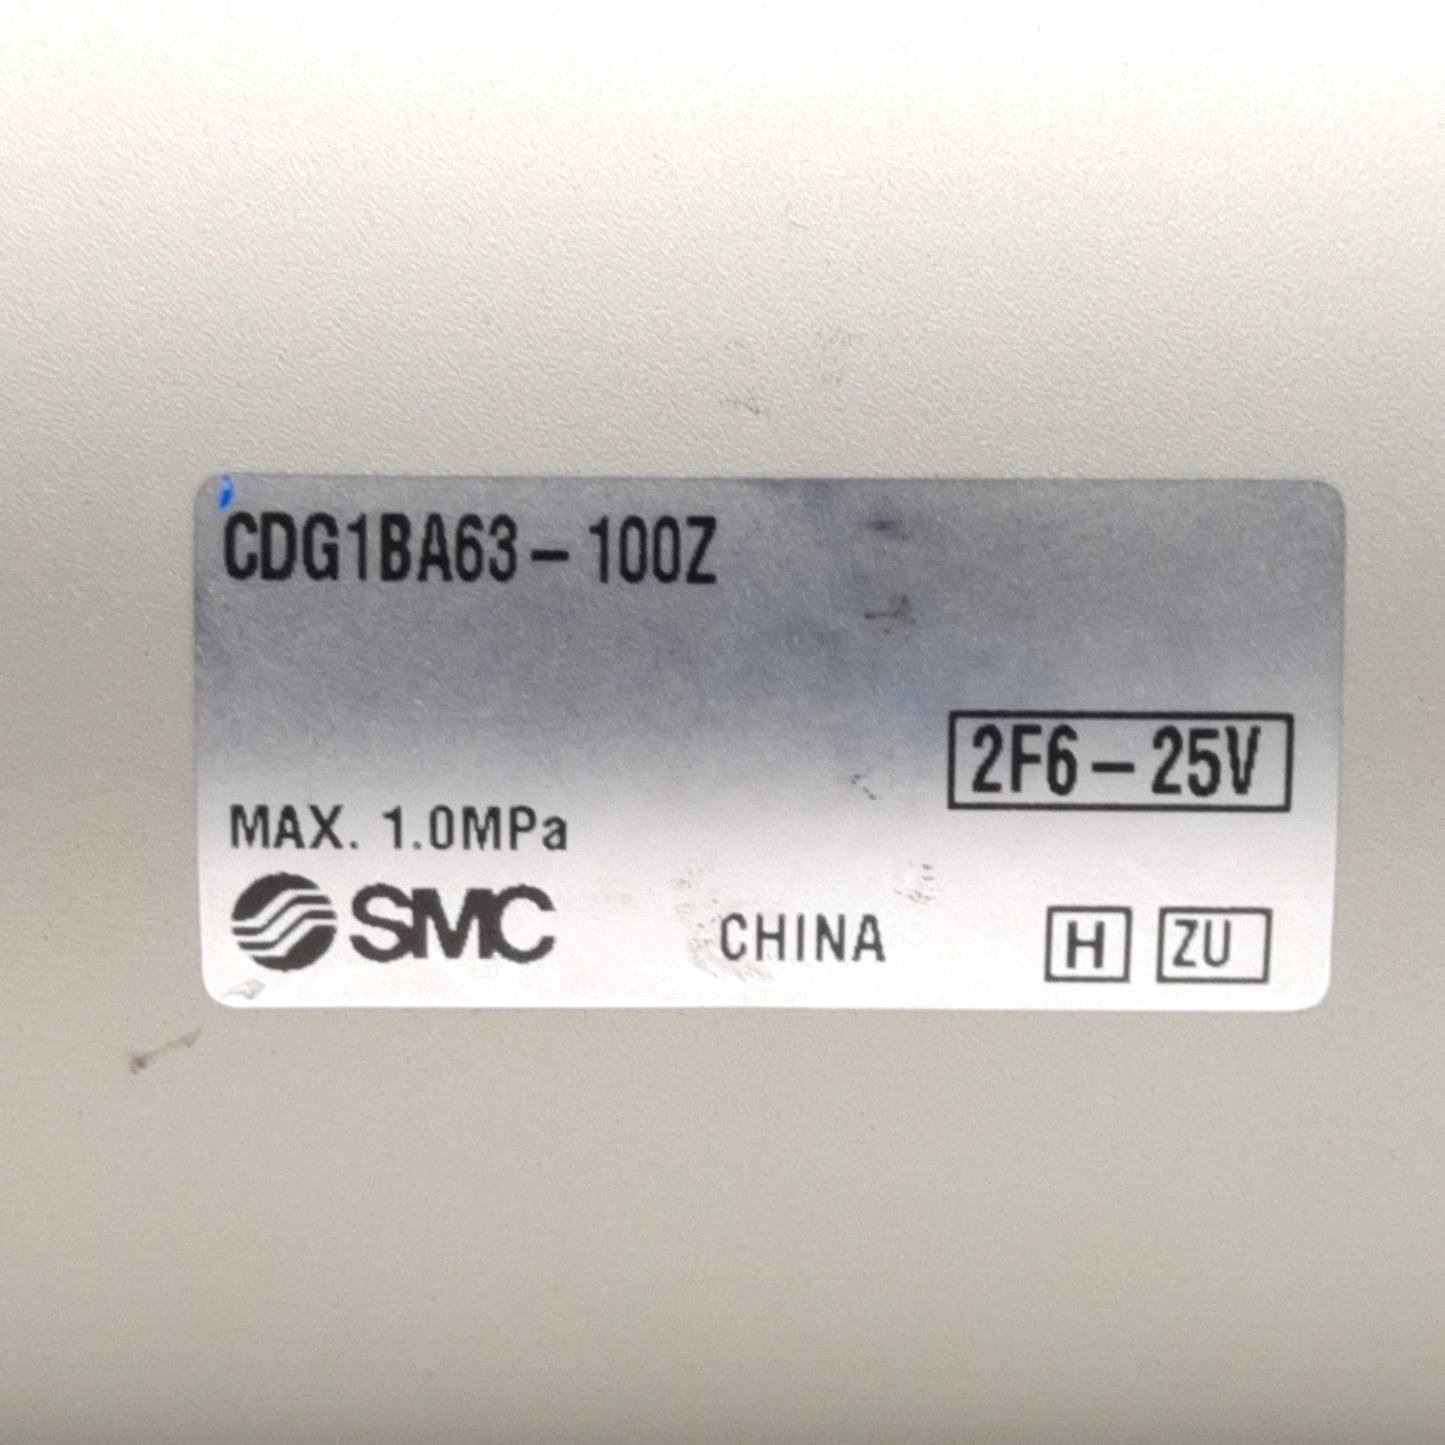 CDG1BA63-100Z
2F6-25V
MAX. 1.0MPa
SMC CHINA H ZU